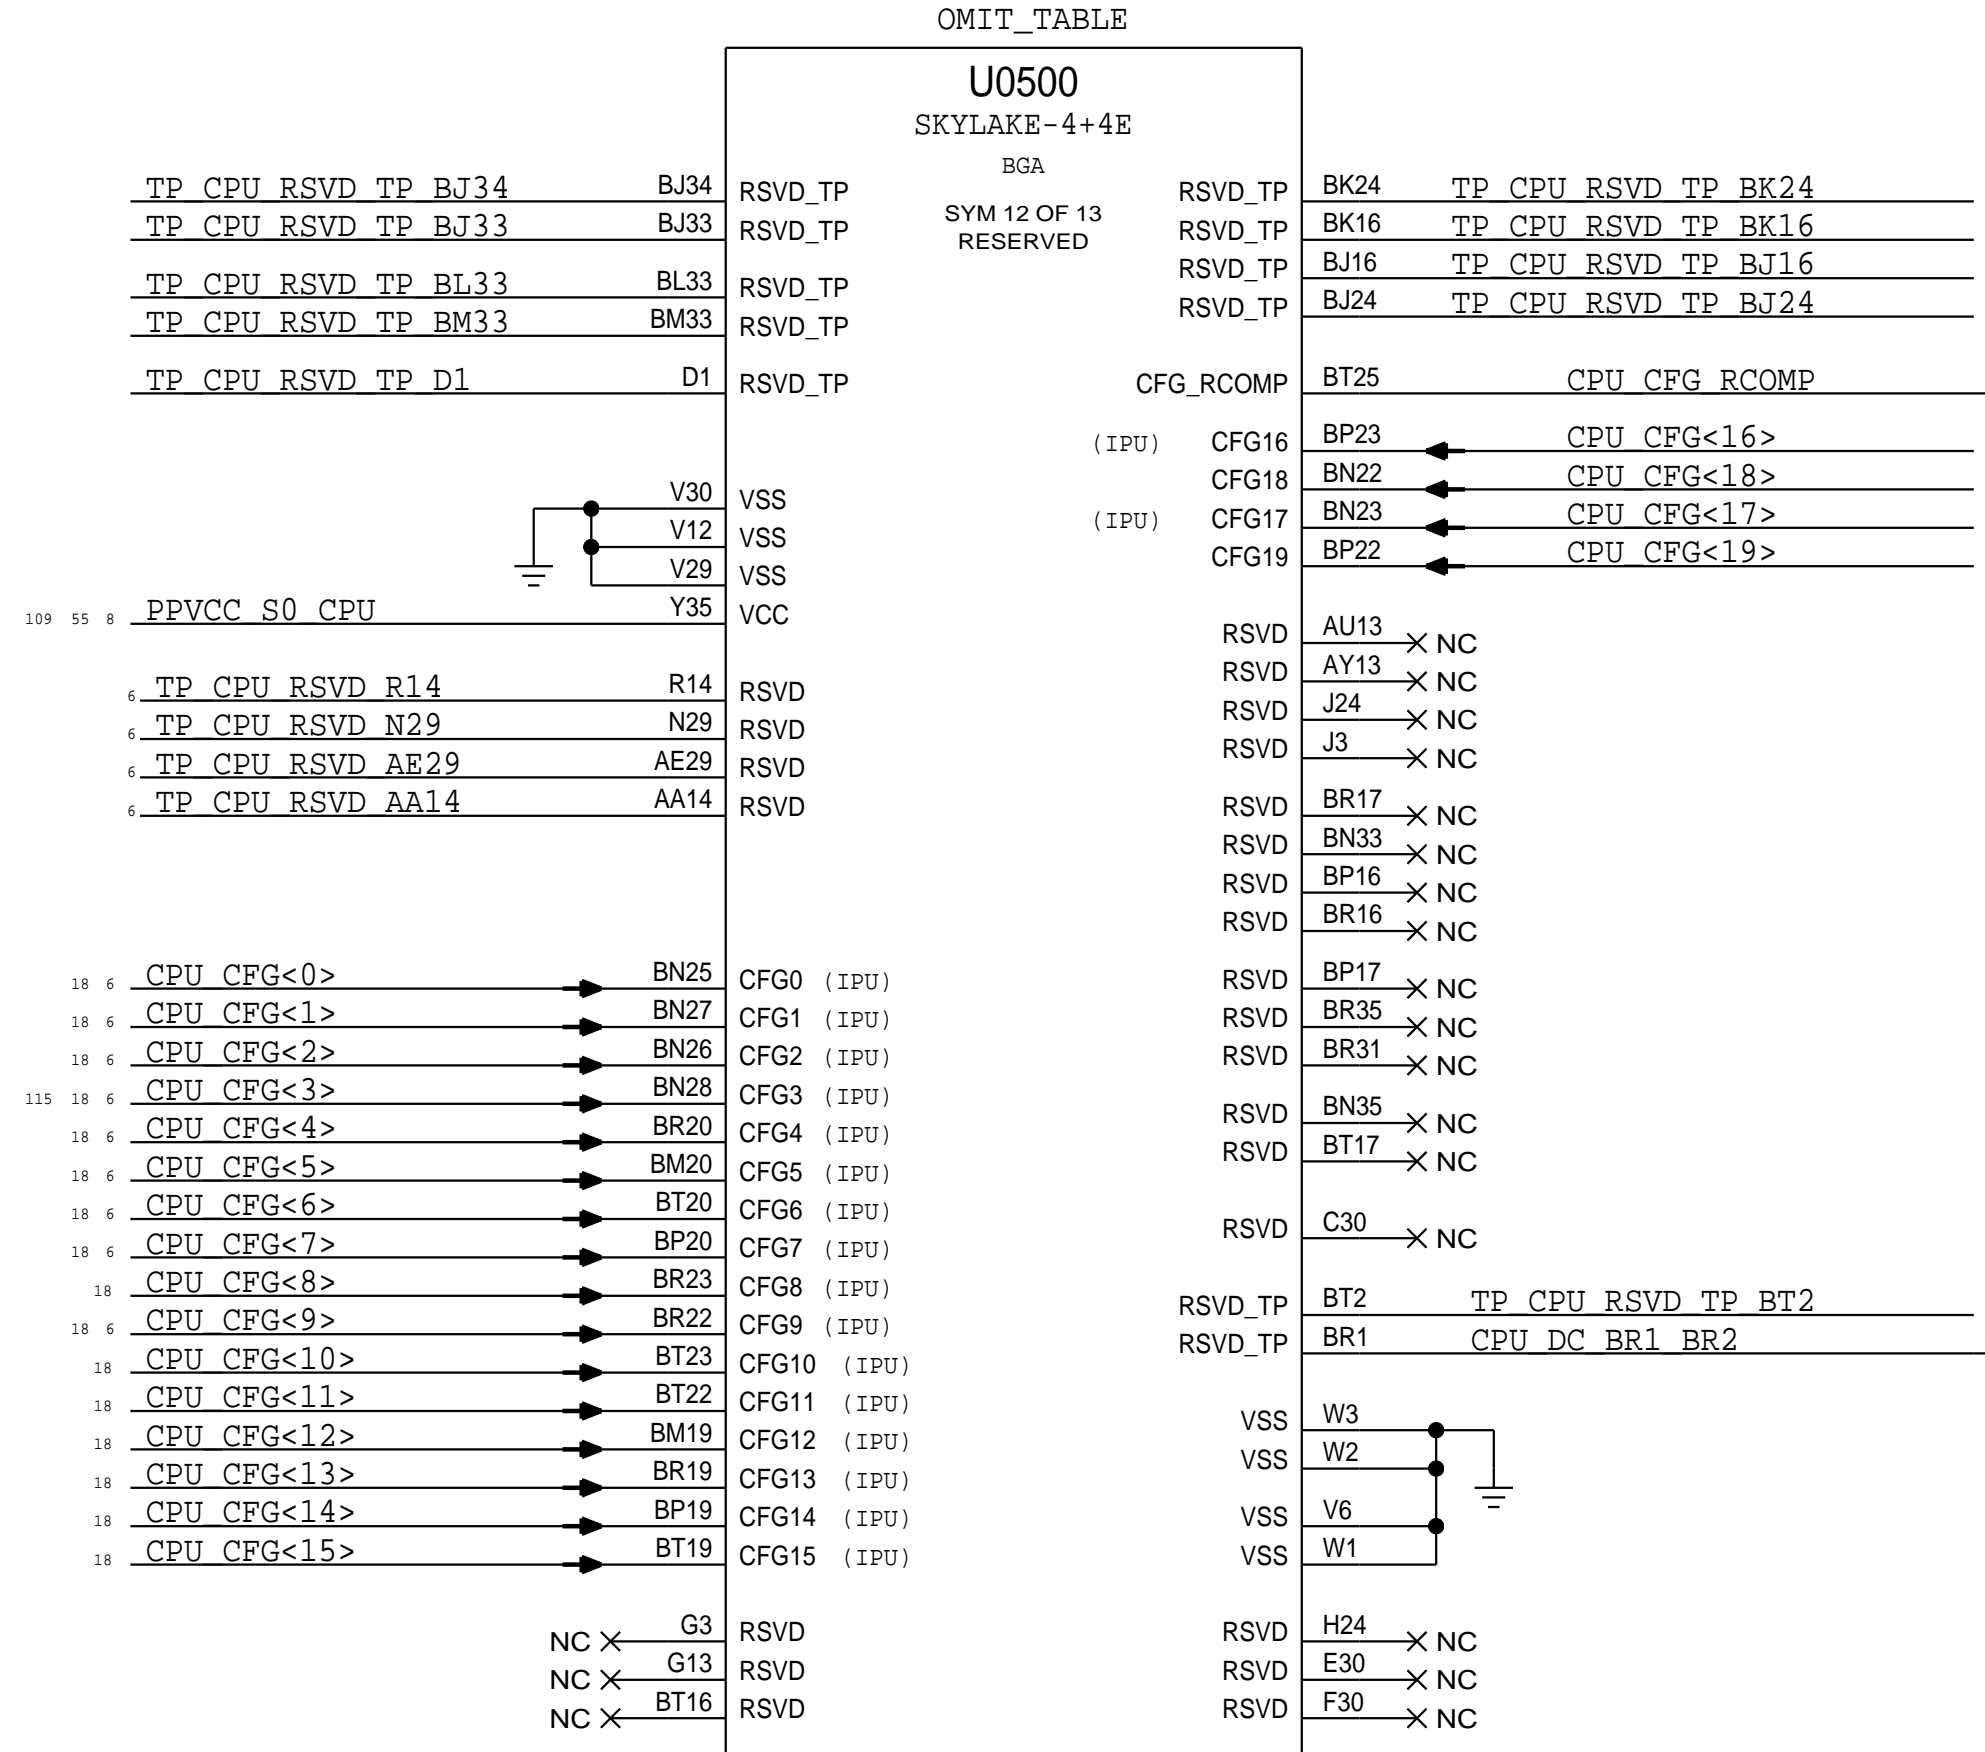 OMIT_TABLE
U0500
SKYLAKE-4+4E
BGA
SYM 12 OF 13
RESERVED
TP_CPU_RSVD_TP_BJ34 BJ34 RSVD_TP
TP_CPU_RSVD_TP_BJ33 BJ33 RSVD_TP
TP_CPU_RSVD_TP_BL33 BL33 RSVD_TP
TP_CPU_RSVD_TP_BM33 BM33 RSVD_TP
TP_CPU_RSVD_TP_D1 D1 RSVD_TP
V30 VSS
V12 VSS
V29 VSS
109 55 8 PPVCC_S0_CPU Y35 VCC
6 TP_CPU_RSVD_R14 R14 RSVD
6 TP_CPU_RSVD_N29 N29 RSVD
6 TP_CPU_RSVD_AE29 AE29 RSVD
6 TP_CPU_RSVD_AA14 AA14 RSVD
18 6 CPU_CFG<0> BN25 CFG0 (IPU)
18 6 CPU_CFG<1> BN27 CFG1 (IPU)
18 6 CPU_CFG<2> BN26 CFG2 (IPU)
115 18 6 CPU_CFG<3> BN28 CFG3 (IPU)
18 6 CPU_CFG<4> BR20 CFG4 (IPU)
18 6 CPU_CFG<5> BM20 CFG5 (IPU)
18 6 CPU_CFG<6> BT20 CFG6 (IPU)
18 6 CPU_CFG<7> BP20 CFG7 (IPU)
18 CPU_CFG<8> BR23 CFG8 (IPU)
18 6 CPU_CFG<9> BR22 CFG9 (IPU)
18 CPU_CFG<10> BT23 CFG10 (IPU)
18 CPU_CFG<11> BT22 CFG11 (IPU)
18 CPU_CFG<12> BM19 CFG12 (IPU)
18 CPU_CFG<13> BR19 CFG13 (IPU)
18 CPU_CFG<14> BP19 CFG14 (IPU)
18 CPU_CFG<15> BT19 CFG15 (IPU)
NC G3 RSVD
NC G13 RSVD
NC BT16 RSVD
RSVD_TP BK24 TP_CPU_RSVD_TP_BK24
RSVD_TP BK16 TP_CPU_RSVD_TP_BK16
RSVD_TP BJ16 TP_CPU_RSVD_TP_BJ16
RSVD_TP BJ24 TP_CPU_RSVD_TP_BJ24
CFG_RCOMP BT25 CPU_CFG_RCOMP
(IPU) CFG16 BP23 CPU_CFG<16>
CFG18 BN22 CPU_CFG<18>
(IPU) CFG17 BN23 CPU_CFG<17>
CFG19 BP22 CPU_CFG<19>
RSVD AU13 NC
RSVD AY13 NC
RSVD J24 NC
RSVD J3 NC
RSVD BR17 NC
RSVD BN33 NC
RSVD BP16 NC
RSVD BR16 NC
RSVD BP17 NC
RSVD BR35 NC
RSVD BR31 NC
RSVD BN35 NC
RSVD BT17 NC
RSVD C30 NC
RSVD_TP BT2 TP_CPU_RSVD_TP_BT2
RSVD_TP BR1 CPU_DC_BR1_BR2
VSS W3
VSS W2
VSS V6
VSS W1
RSVD H24 NC
RSVD E30 NC
RSVD F30 NC